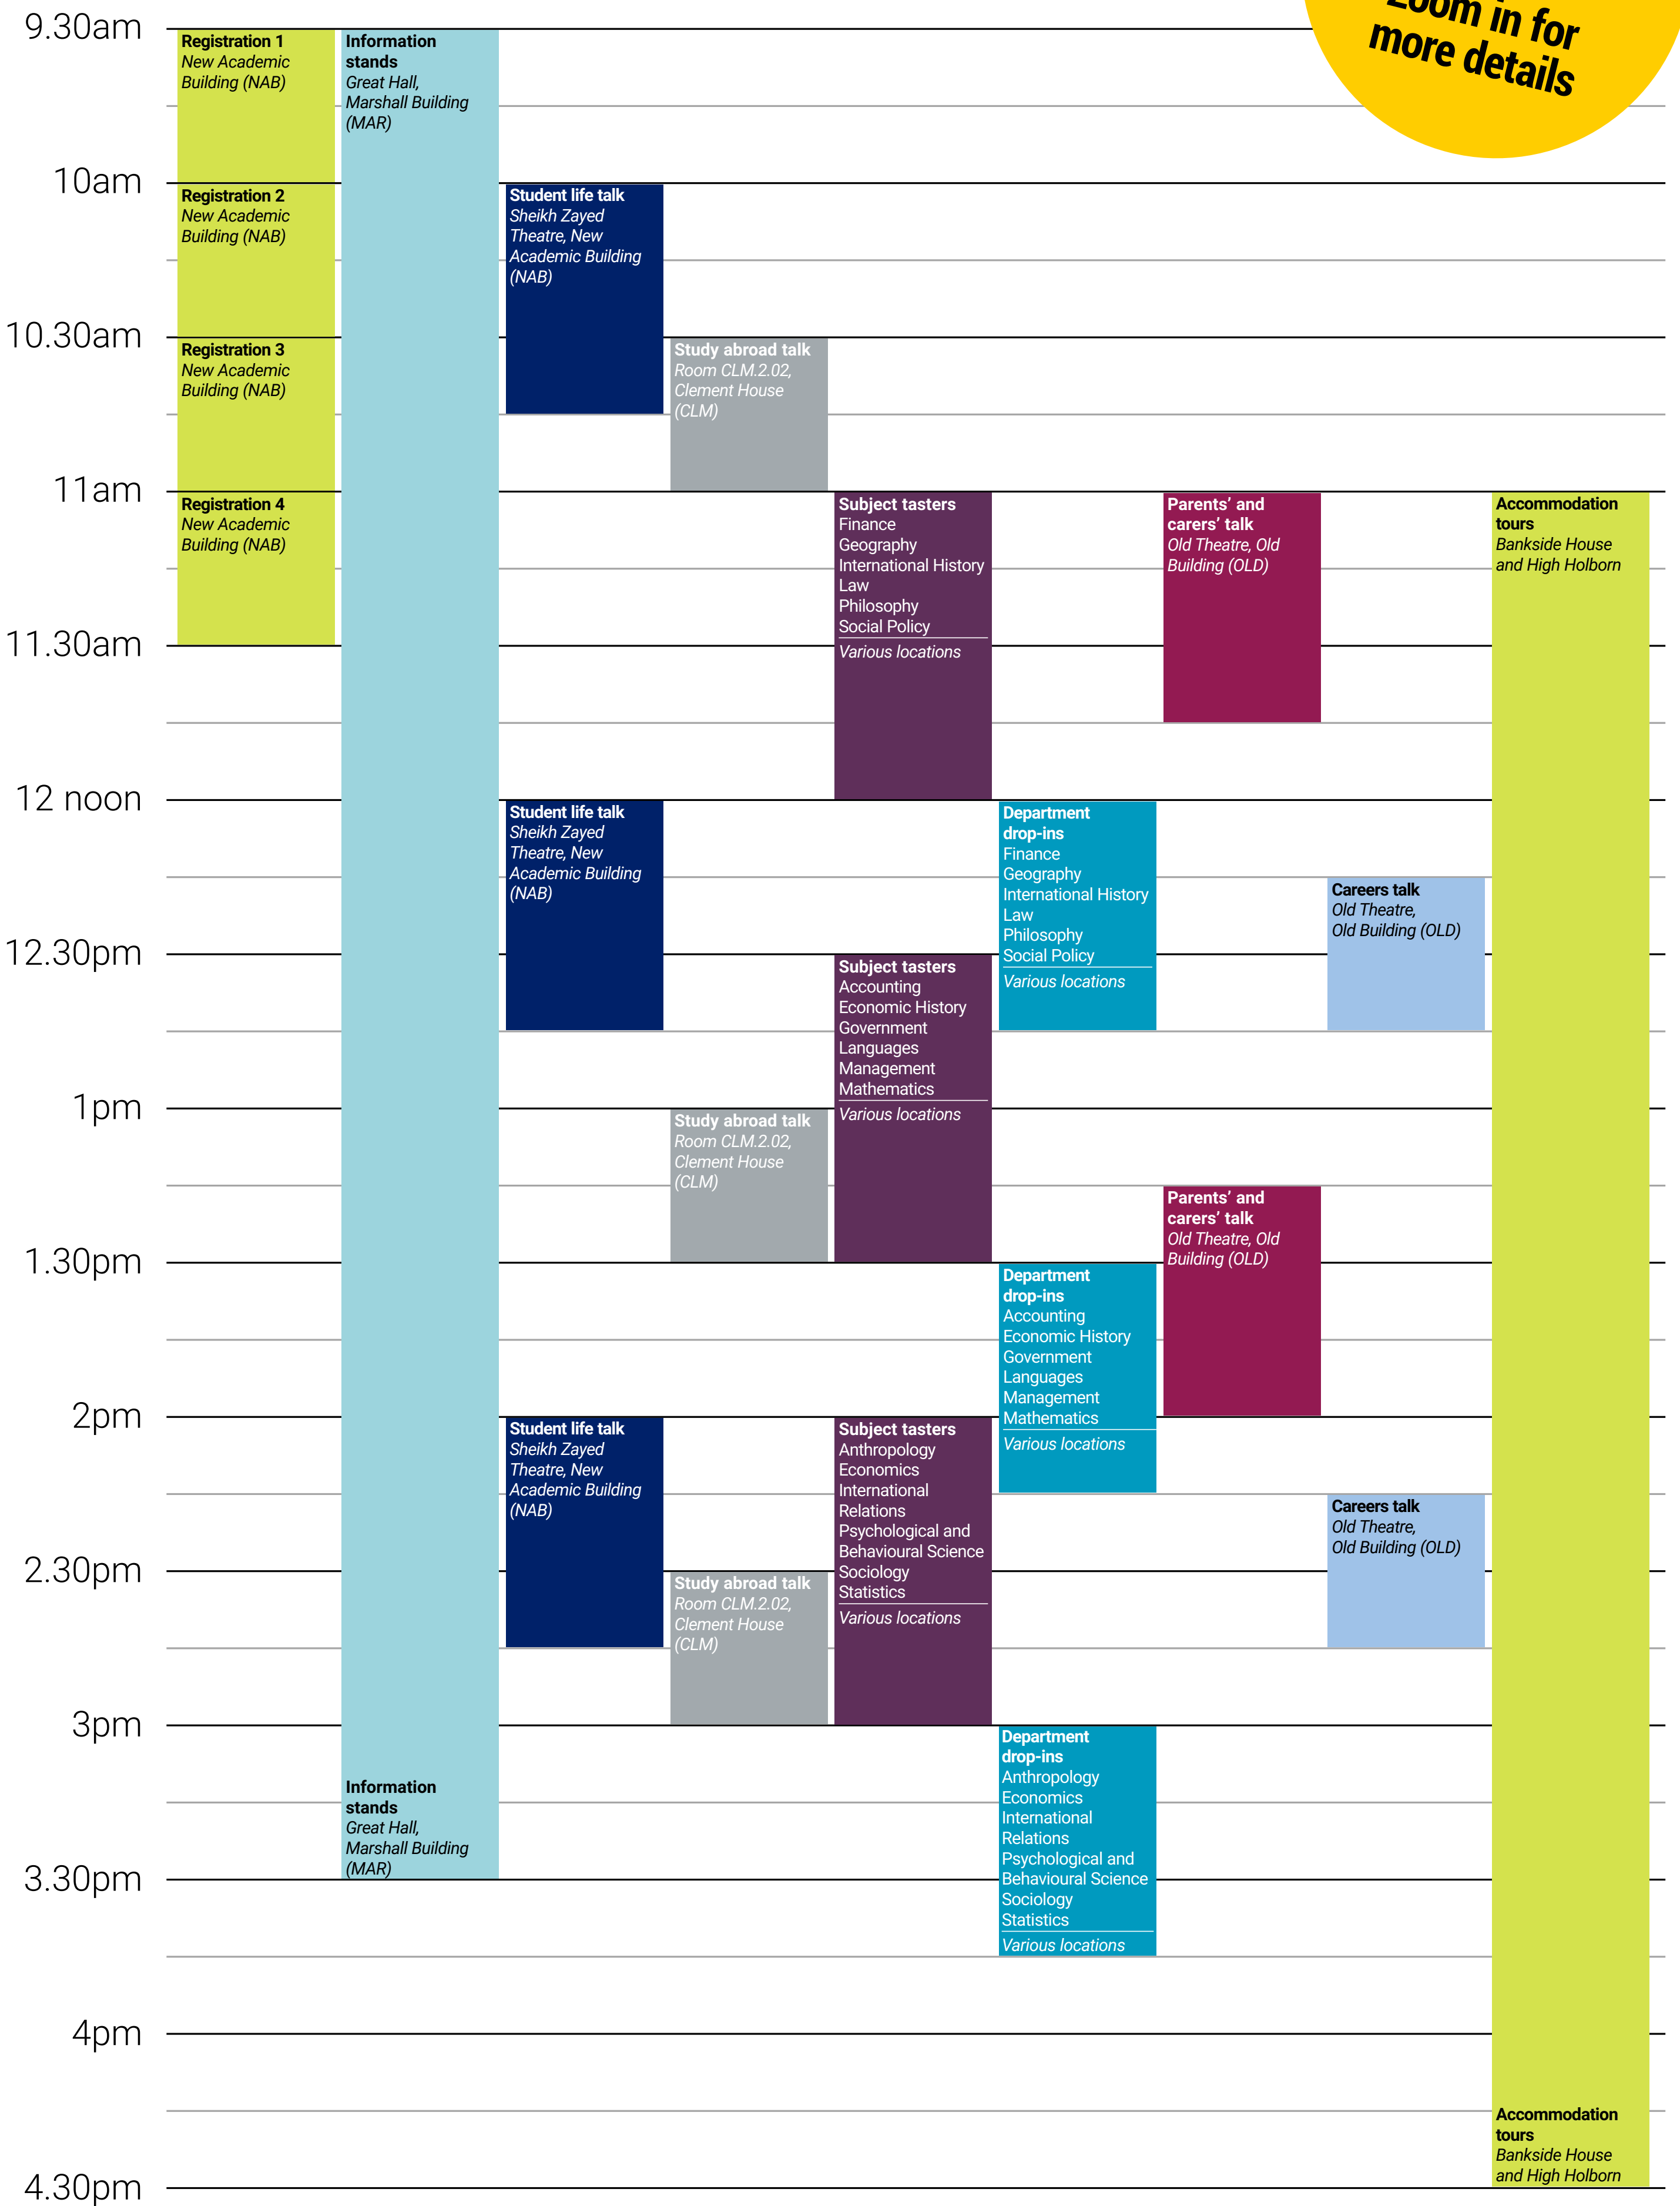 Zoom in for
more details
9.30am
Registration 1
New Academic
Building (NAB)
Information
stands
Great Hall,
Marshall Building
(MAR)
10am
Registration 2
New Academic
Building (NAB)
Student life talk
Sheikh Zayed
Theatre, New
Academic Building
(NAB)
10.30am
Registration 3
New Academic
Building (NAB)
Study abroad talk
Room CLM.2.02,
Clement House
(CLM)
11am
Registration 4
New Academic
Building (NAB)
Subject tasters
Finance
Geography
International History
Law
Philosophy
Social Policy
Various locations
Parents’ and
carers’ talk
Old Theatre, Old
Building (OLD)
Accommodation
tours
Bankside House
and High Holborn
11.30am
12 noon
Student life talk
Sheikh Zayed
Theatre, New
Academic Building
(NAB)
Department
drop-ins
Finance
Geography
International History
Law
Philosophy
Social Policy
Various locations
Careers talk
Old Theatre,
Old Building (OLD)
12.30pm
Subject tasters
Accounting
Economic History
Government
Languages
Management
Mathematics
Various locations
1pm
Study abroad talk
Room CLM.2.02,
Clement House
(CLM)
Parents’ and
carers’ talk
Old Theatre, Old
Building (OLD)
1.30pm
Department
drop-ins
Accounting
Economic History
Government
Languages
Management
Mathematics
Various locations
2pm
Student life talk
Sheikh Zayed
Theatre, New
Academic Building
(NAB)
Subject tasters
Anthropology
Economics
International
Relations
Psychological and
Behavioural Science
Sociology
Statistics
Various locations
Careers talk
Old Theatre,
Old Building (OLD)
2.30pm
Study abroad talk
Room CLM.2.02,
Clement House
(CLM)
3pm
Department
drop-ins
Anthropology
Economics
International
Relations
Psychological and
Behavioural Science
Sociology
Statistics
Various locations
Information
stands
Great Hall,
Marshall Building
(MAR)
3.30pm
4pm
Accommodation
tours
Bankside House
and High Holborn
4.30pm